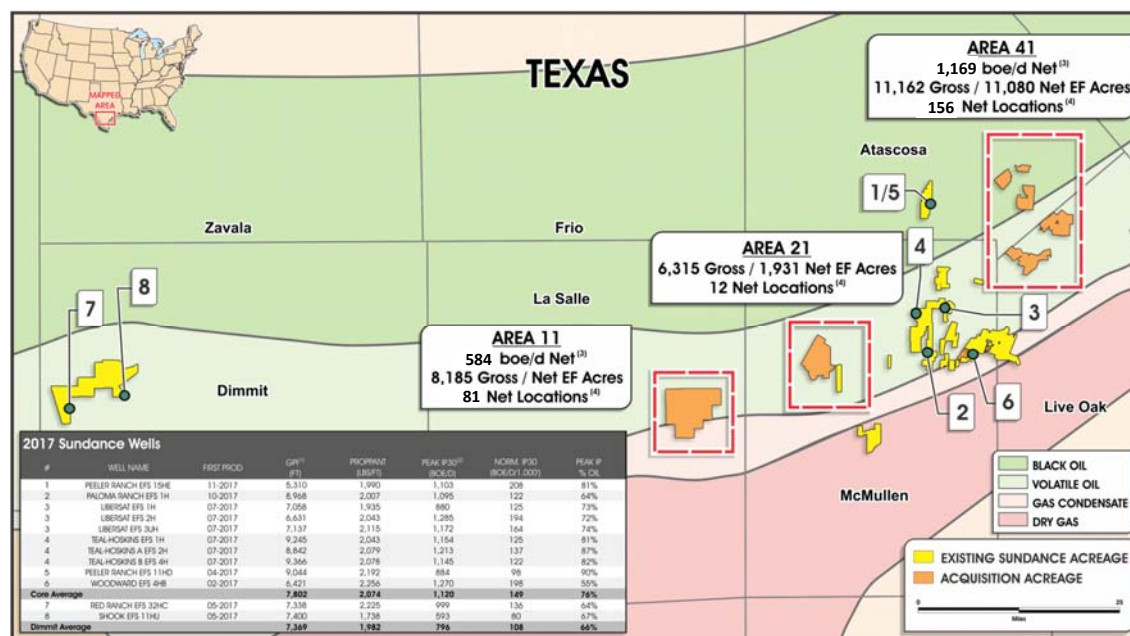 TEXAS
MAPPED
AREA
AREA 41
1,169 boe/d Net(3)
11,162 Gross / 11,080 Net EF Acres
156 Net Locations(4)
Atascosa
Zavala
Frio
1/5
4
AREA 21
6,315 Gross / 1,931 Net EF Acres
12 Net Locations(4)
7
8
La Salle
3
AREA 11
584 boe/d Net(3)
8,185 Gross / Net EF Acres
81 Net Locations(4)
Dimmit
2
6
Live Oak
McMullen
2017 Sundance Wells
# WELL NAME FIRST PROD GPI(1) (FT) PROPPANT (LBS/FT) PEAK IP30(2) (BOE/D) NORM. IP30 (BOE/D/1,000') PEAK IP % OIL
1 PEELER RANCH EFS 15HE 11-2017 5,310 1,990 1,103 208 81%
2 PALOMA RANCH EFS 1H 10-2017 8,968 2,007 1,095 122 64%
3 LIBERSAT EFS 1H 07-2017 7,058 1,935 880 125 73%
3 LIBERSAT EFS 2H 07-2017 6,631 2,043 1,285 194 72%
3 LIBERSAT EFS 3UH 07-2017 7,137 2,115 1,172 164 74%
4 TEAL-HOSKINS EFS 1H 07-2017 9,245 2,043 1,154 125 81%
4 TEAL-HOSKINS A EFS 2H 07-2017 8,842 2,079 1,213 137 87%
4 TEAL-HOSKINS B EFS 4H 07-2017 9,366 2,078 1,145 122 82%
5 PEELER RANCH EFS 11HD 04-2017 9,044 2,192 884 98 90%
6 WOODWARD EFS 4HB 02-2017 6,421 2,256 1,270 198 55%
Core Average 7,802 2,074 1,120 149 76%
7 RED RANCH EFS 32HC 05-2017 7,338 2,225 999 136 64%
8 SHOOK EFS 11HU 05-2017 7,400 1,738 593 80 67%
Dimmit Average 7,369 1,982 796 108 66%
BLACK OIL
VOLATILE OIL
GAS CONDENSATE
DRY GAS
EXISTING SUNDANCE ACREAGE
ACQUISITION ACREAGE
0 25
Miles